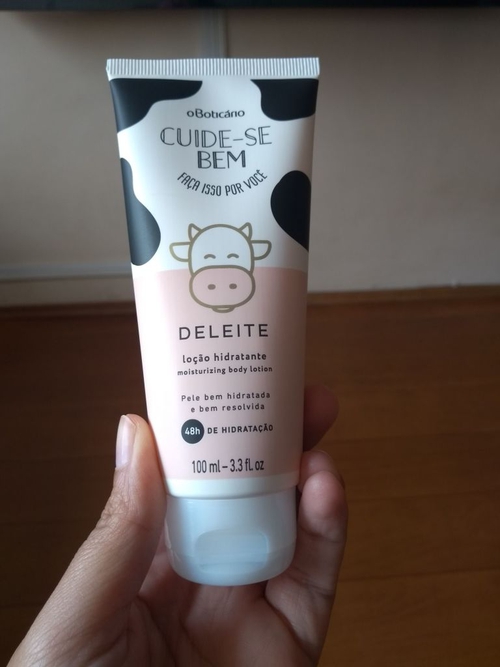 oBoticário
CUIDE-SE
BEM
FAÇA ISSO POR VOCÊ
DELEITE
loção hidratante
moisturizing body lotion
Pele bem hidratada
e bem resolvida
48h DE HIDRATAÇÃO
100 ml – 3.3 fl. oz